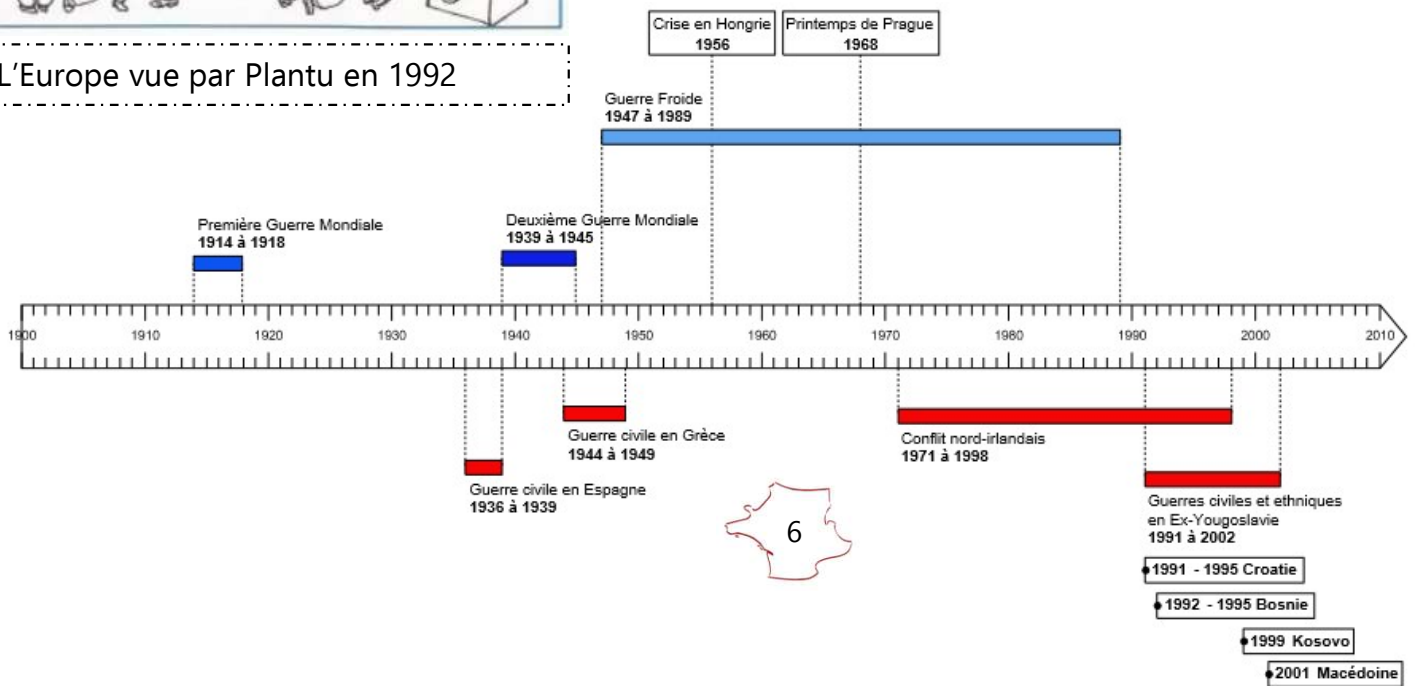 L'Europe vue par Plantu en 1992
Crise en Hongrie
1956
Printemps de Prague
1968
Guerre Froide
1947 à 1989
Première Guerre Mondiale
1914 à 1918
Deuxième Guerre Mondiale
1939 à 1945
1900 1910 1920 1930 1940 1950 1960 1970 1980 1990 2000 2010
Guerre civile en Espagne
1936 à 1939
Guerre civile en Grèce
1944 à 1949
Conflit nord-irlandais
1971 à 1998
Guerres civiles et ethniques
en Ex-Yougoslavie
1991 à 2002
1991 - 1995 Croatie
1992 - 1995 Bosnie
1999 Kosovo
2001 Macédoine
6